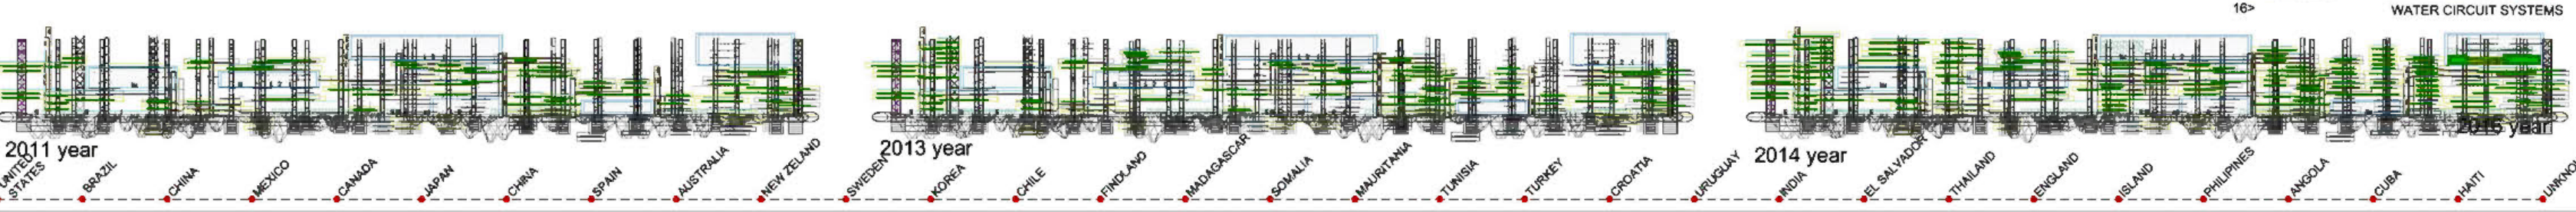 16>
WATER CIRCUIT SYSTEMS
2011 year
2013 year
2014 year
2015 year
UNITED
STATES
BRAZIL
CHINA
MEXICO
CANADA
JAPAN
CHINA
SPAIN
AUSTRALIA
NEW ZELAND
SWEDEN
KOREA
CHILE
FINDLAND
MADAGASCAR
SOMALIA
MAURITANIA
TUNISIA
TURKEY
CROATIA
URUGUAY
INDIA
EL SALVADOR
THAILAND
ENGLAND
ISLAND
PHILIPINES
ANGOLA
CUBA
HAITI
UNKNO